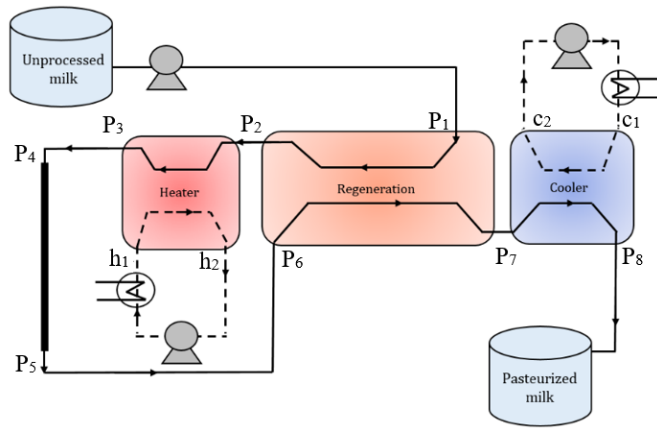 Unprocessed
milk
c₂
c₁
P₃
P₂
P₁
P₄
Heater
Regeneration
Cooler
h₁
h₂
P₆
P₇
P₈
P₅
Pasteurized
milk